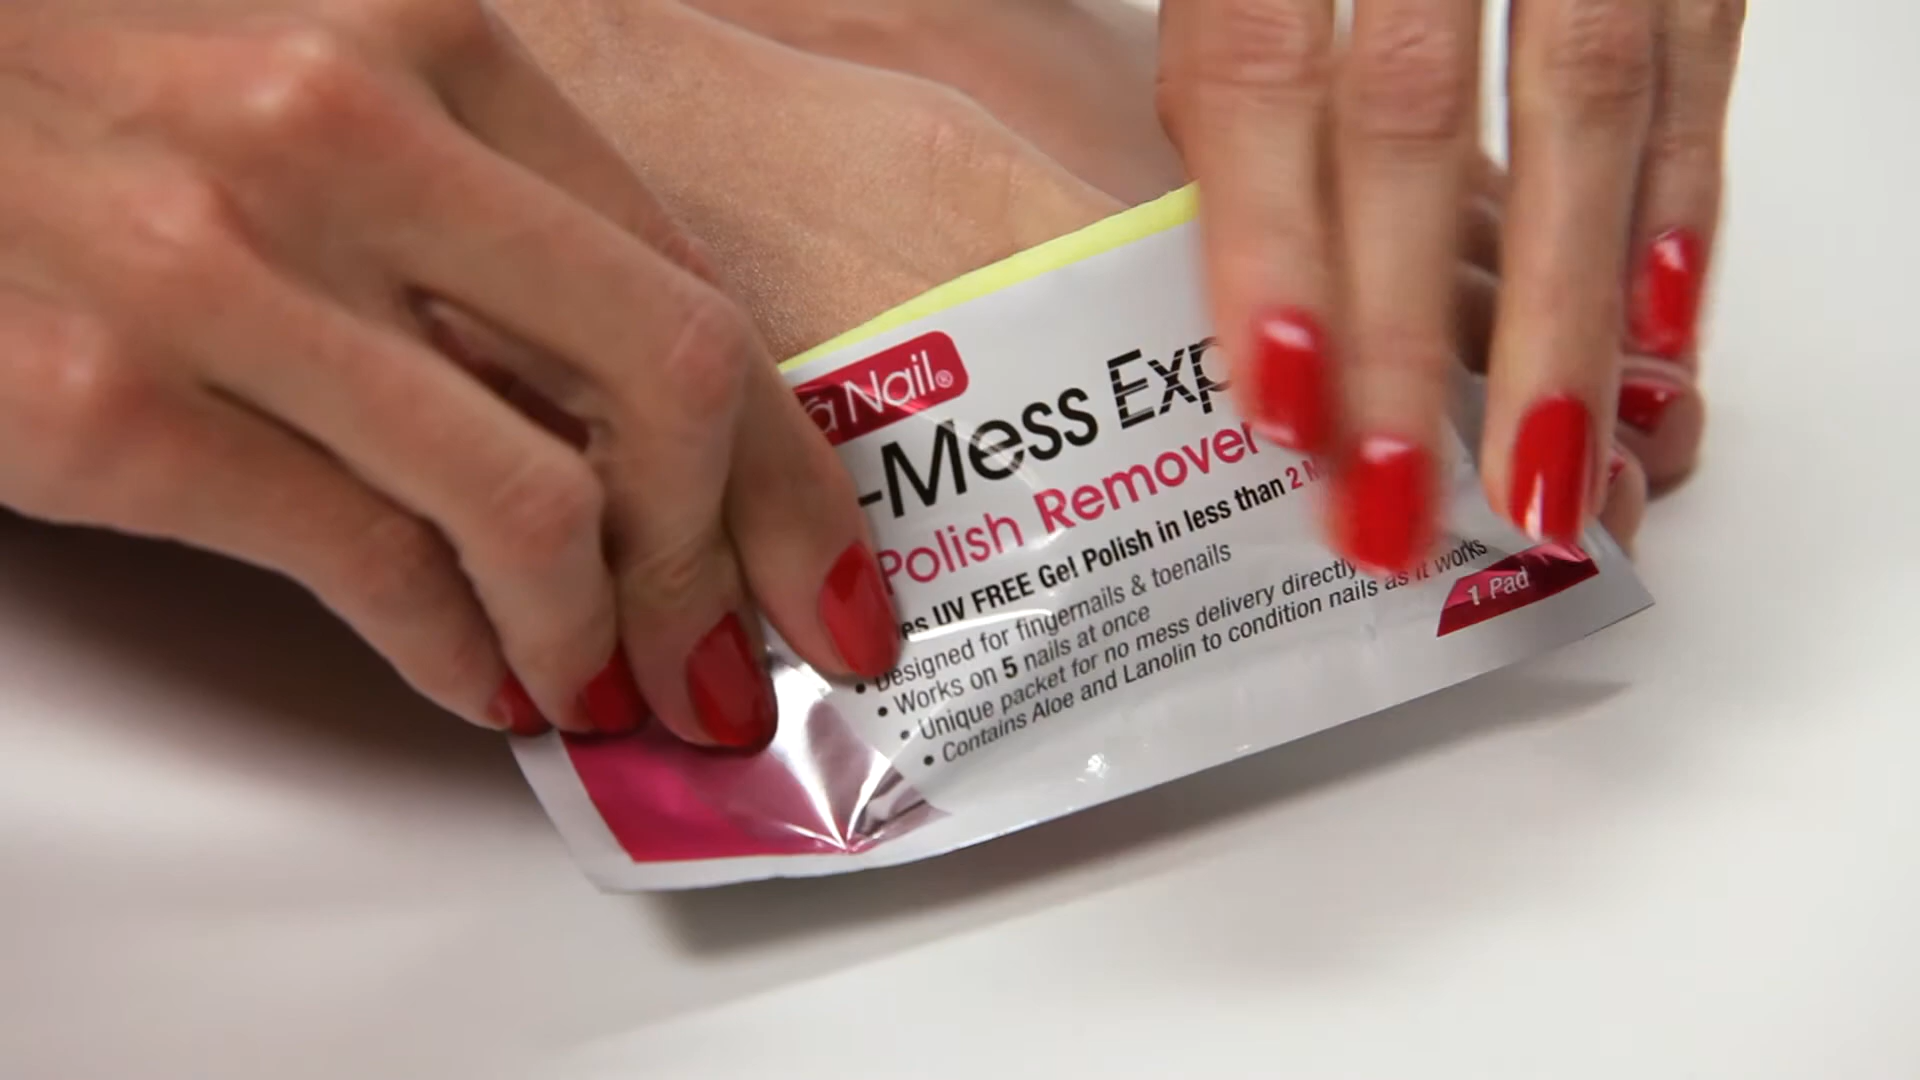 Nail®
-Mess Exp
Polish Remover
es UV FREE Gel Polish in less than 2
• Designed for fingernails & toenails
• Works on 5 nails at once
• Unique packet for no mess delivery directly
• Contains Aloe and Lanolin to condition nails as it works
1 Pad